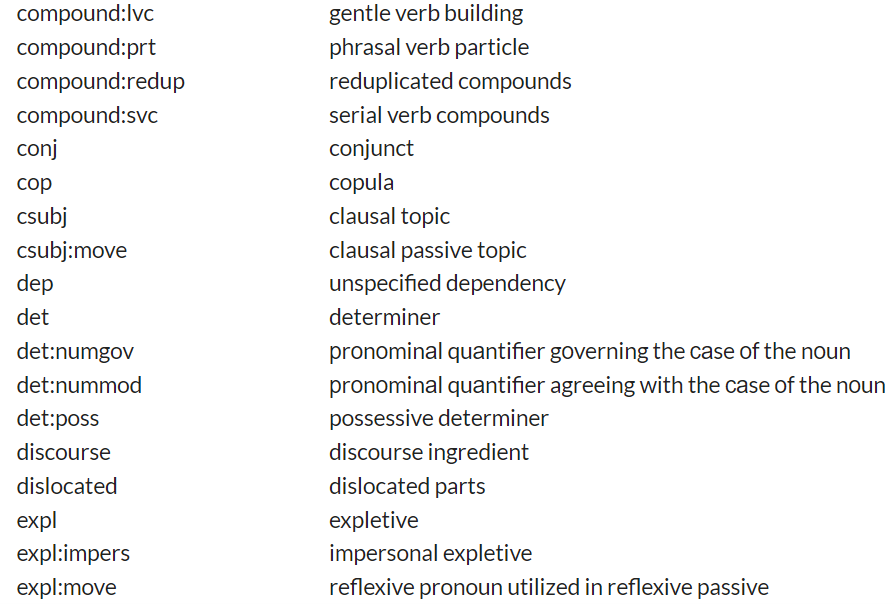 compound:lvc gentle verb building
compound:prt phrasal verb particle
compound:redup reduplicated compounds
compound:svc serial verb compounds
conj conjunct
cop copula
csubj clausal topic
csubj:move clausal passive topic
dep unspecified dependency
det determiner
det:numgov pronominal quantifier governing the case of the noun
det:nummod pronominal quantifier agreeing with the case of the noun
det:poss possessive determiner
discourse discourse ingredient
dislocated dislocated parts
expl expletive
expl:impers impersonal expletive
expl:move reflexive pronoun utilized in reflexive passive